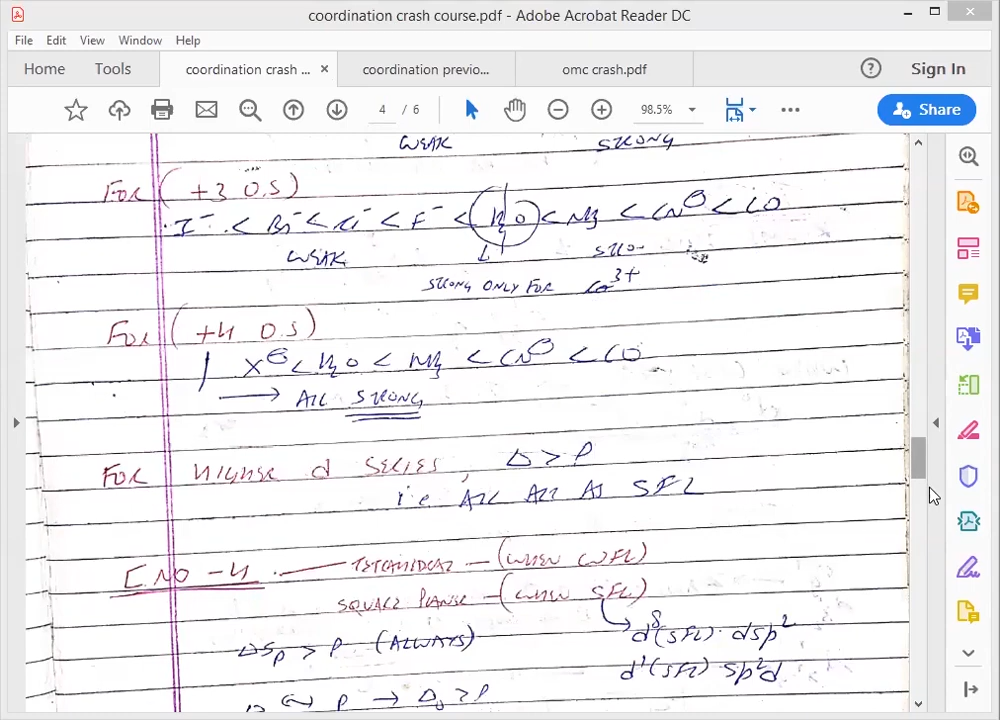 coordination crash course.pdf - Adobe Acrobat Reader DC
File Edit View Window Help
Home Tools coordination crash ... × coordination previo... omc crash.pdf Sign In
4 / 6 98.5% Share
WEAK STRONG
FOR (+3 O.S)
I⁻ < Br⁻ < Cl⁻ < F⁻ < H₂O < NH₃ < CN⊖ < CO
WEAK
STRONG ONLY FOR Co³⁺
FOR (+4 O.S)
X⊖ < H₂O < NH₃ < CN⊖ < CO
→ ALL STRONG
FOR HIGHER d SERIES, Δ > P
i.e ALL ACT AS SFL
C.NO - 4 TETRAHEDRAL - (WHEN WFL)
SQUARE PLANAR - (WHEN SFL)
d⁸(SFL) dsp²
ΔSp > P (ALWAYS)
(SFL) sp²d
P → Δ₀ > P